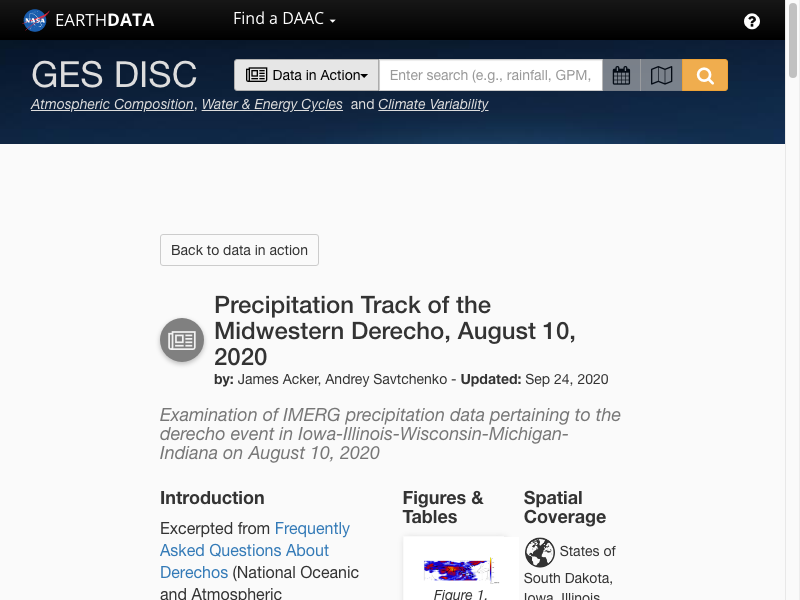 NASA EARTHDATA Find a DAAC ?
GES DISC Data in Action Enter search (e.g., rainfall, GPM,
Atmospheric Composition, Water & Energy Cycles and Climate Variability
Back to data in action
Precipitation Track of the
Midwestern Derecho, August 10,
2020
by: James Acker, Andrey Savtchenko - Updated: Sep 24, 2020
Examination of IMERG precipitation data pertaining to the
derecho event in Iowa-Illinois-Wisconsin-Michigan-
Indiana on August 10, 2020
Introduction
Excerpted from Frequently
Asked Questions About
Derechos (National Oceanic
and Atmospheric
Figures &
Tables
Figure 1.
Spatial
Coverage
States of
South Dakota,
Iowa, Illinois,